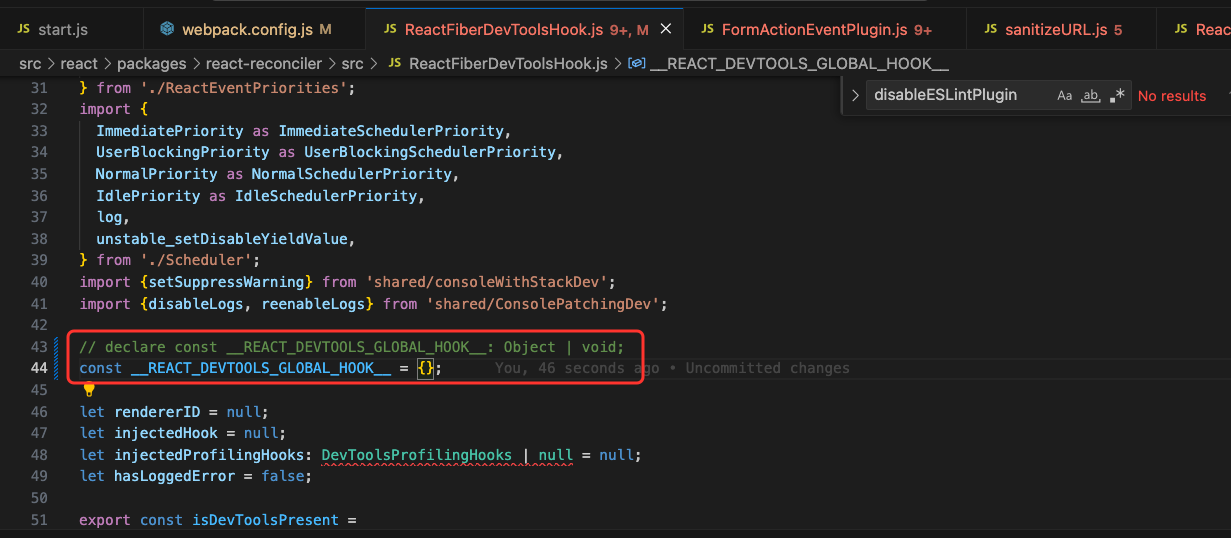 JS start.js webpack.config.js M JS ReactFiberDevToolsHook.js 9+, M × JS FormActionEventPlugin.js 9+ JS sanitizeURL.js 5 JS Reac
src > react > packages > react-reconciler > src > JS ReactFiberDevToolsHook.js > __REACT_DEVTOOLS_GLOBAL_HOOK__
> disableESLintPlugin Aa ab .* No results
31 } from './ReactEventPriorities';
32 import {
33 ImmediatePriority as ImmediateSchedulerPriority,
34 UserBlockingPriority as UserBlockingSchedulerPriority,
35 NormalPriority as NormalSchedulerPriority,
36 IdlePriority as IdleSchedulerPriority,
37 log,
38 unstable_setDisableYieldValue,
39 } from './Scheduler';
40 import {setSuppressWarning} from 'shared/consoleWithStackDev';
41 import {disableLogs, reenableLogs} from 'shared/ConsolePatchingDev';
42
43 // declare const __REACT_DEVTOOLS_GLOBAL_HOOK__: Object | void;
44 const __REACT_DEVTOOLS_GLOBAL_HOOK__ = {}; You, 46 seconds ago • Uncommitted changes
45
46 let rendererID = null;
47 let injectedHook = null;
48 let injectedProfilingHooks: DevToolsProfilingHooks | null = null;
49 let hasLoggedError = false;
50
51 export const isDevToolsPresent =